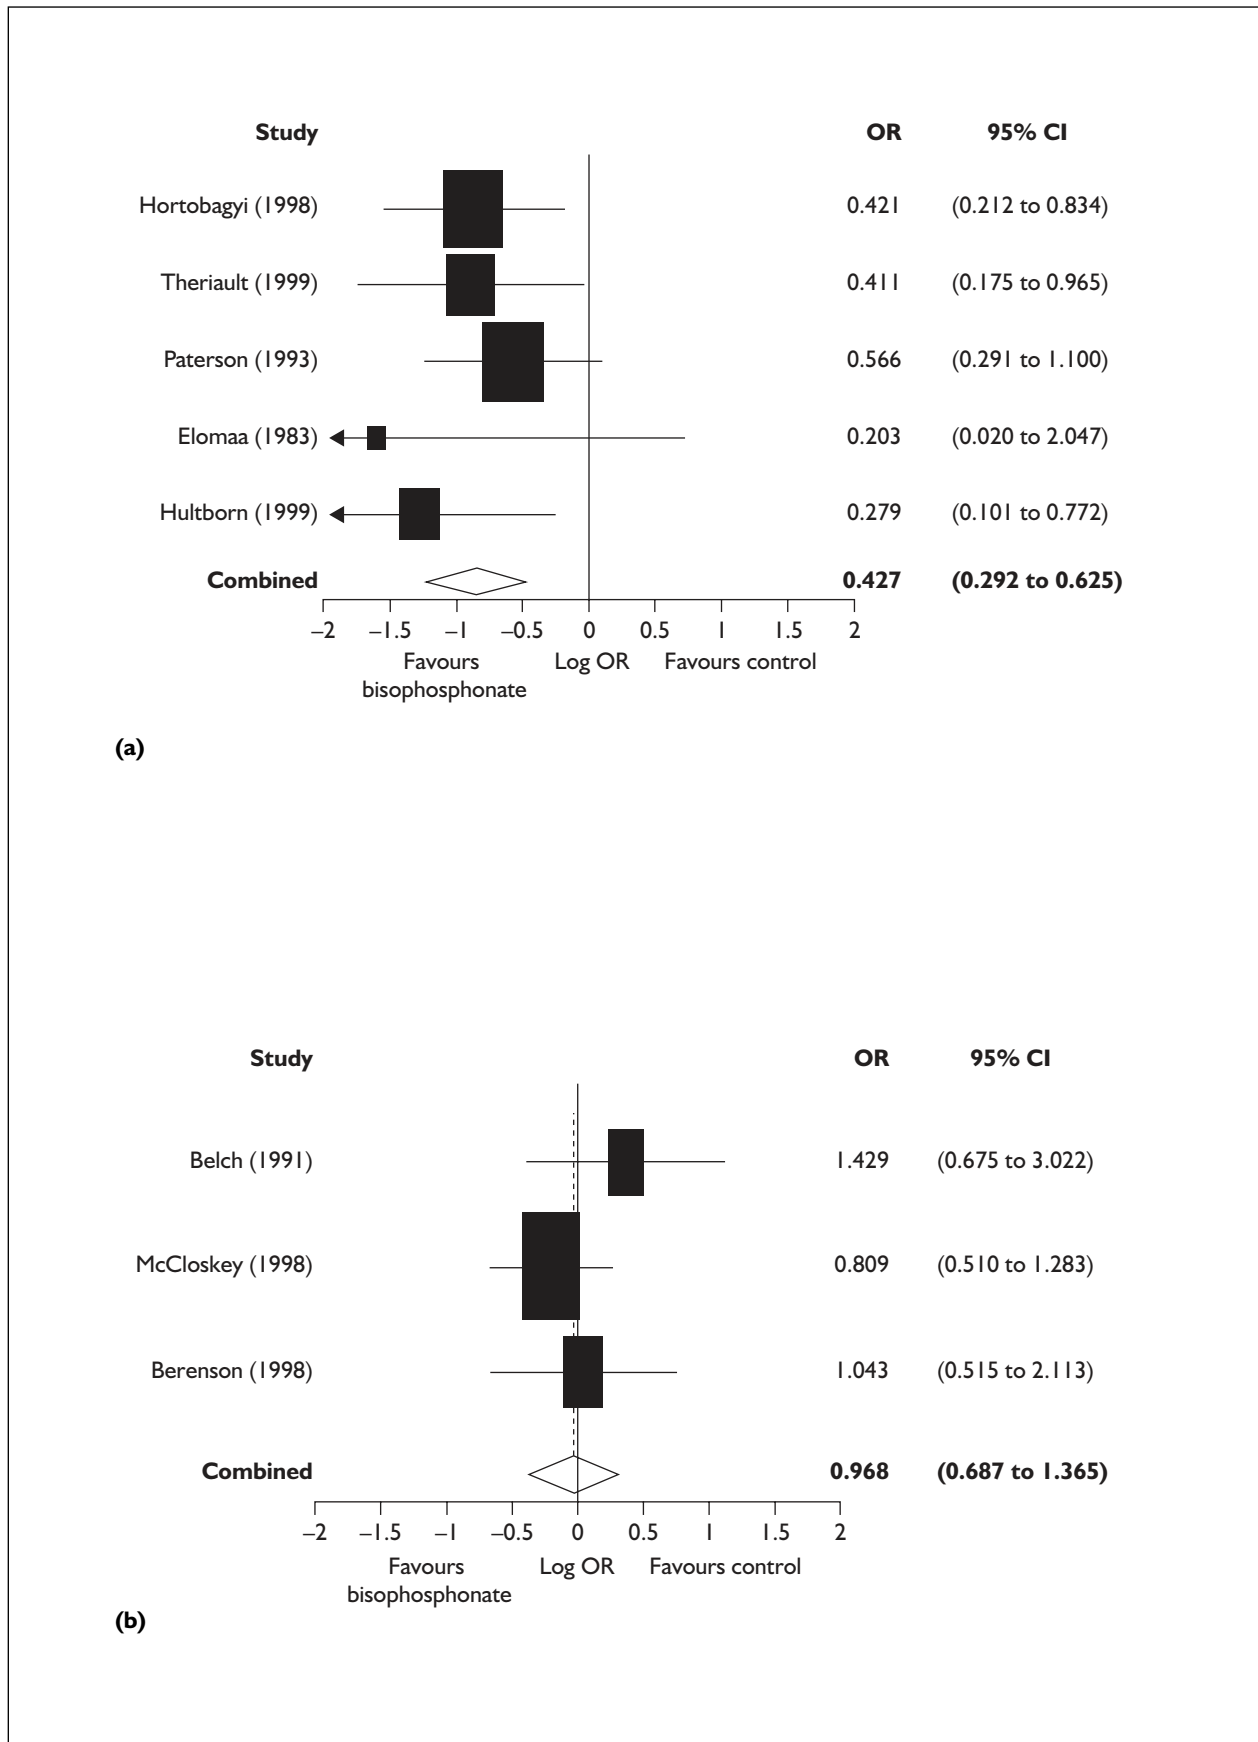 Study OR 95% CI
Hortobagyi (1998) 0.421 (0.212 to 0.834)
Theriault (1999) 0.411 (0.175 to 0.965)
Paterson (1993) 0.566 (0.291 to 1.100)
Elomaa (1983) 0.203 (0.020 to 2.047)
Hultborn (1999) 0.279 (0.101 to 0.772)
Combined 0.427 (0.292 to 0.625)
–2 –1.5 –1 –0.5 0 0.5 1 1.5 2
Favours Log OR Favours control
bisophosphonate
(a)
Study OR 95% CI
Belch (1991) 1.429 (0.675 to 3.022)
McCloskey (1998) 0.809 (0.510 to 1.283)
Berenson (1998) 1.043 (0.515 to 2.113)
Combined 0.968 (0.687 to 1.365)
–2 –1.5 –1 –0.5 0 0.5 1 1.5 2
Favours Log OR Favours control
bisophosphonate
(b)